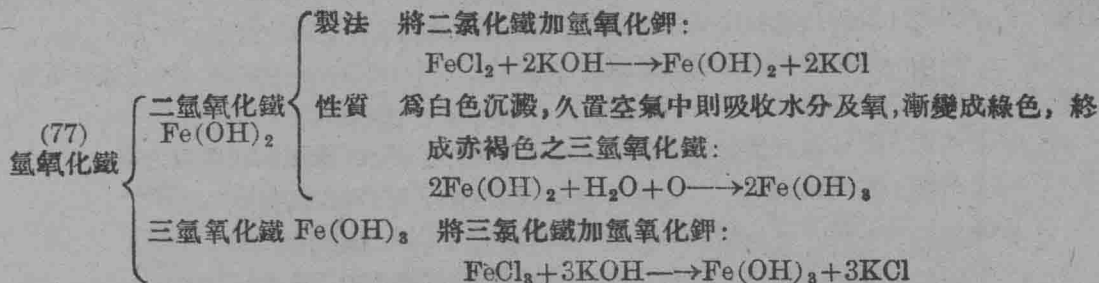 製法 將二氯化鐵加氫氧化鉀:
FeCl₂+2KOH⟶Fe(OH)₂+2KCl
(77)
氫氧化鐵
二氫氧化鐵
Fe(OH)₂
性質 爲白色沉澱,久置空氣中則吸收水分及氧,漸變成綠色,終
成赤褐色之三氫氧化鐵:
2Fe(OH)₂+H₂O+O⟶2Fe(OH)₃
三氫氧化鐵 Fe(OH)₃ 將三氯化鐵加氫氧化鉀:
FeCl₃+3KOH⟶Fe(OH)₃+3KCl